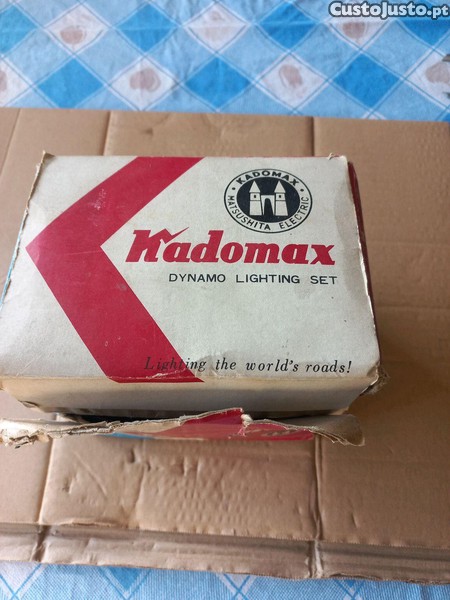 CustoJusto.pt
KADOMAX
MATSUSHITA ELECTRIC
Kadomax
DYNAMO LIGHTING SET
Lighting the world's roads!